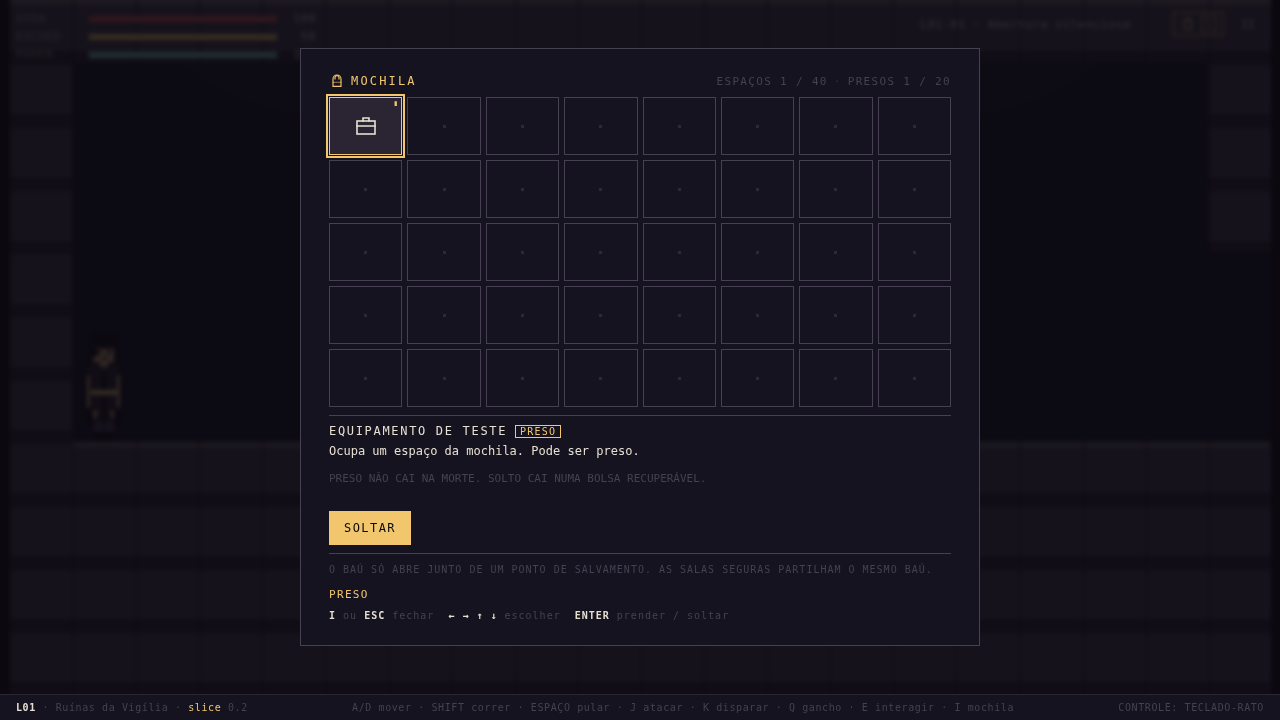 MOCHILA
ESPAÇOS 1 / 40 · PRESOS 1 / 20
EQUIPAMENTO DE TESTE PRESO
Ocupa um espaço da mochila. Pode ser preso.
PRESO NÃO CAI NA MORTE. SOLTO CAI NUMA BOLSA RECUPERÁVEL.
SOLTAR
O BAÚ SÓ ABRE JUNTO DE UM PONTO DE SALVAMENTO. AS SALAS SEGURAS PARTILHAM O MESMO BAÚ.
PRESO
I ou ESC fechar ← → ↑ ↓ escolher ENTER prender / soltar
L01 · Ruínas da Vigília · slice 0.2
A/D mover · SHIFT correr · ESPAÇO pular · J atacar · K disparar · Q gancho · E interagir · I mochila
CONTROLE: TECLADO-RATO